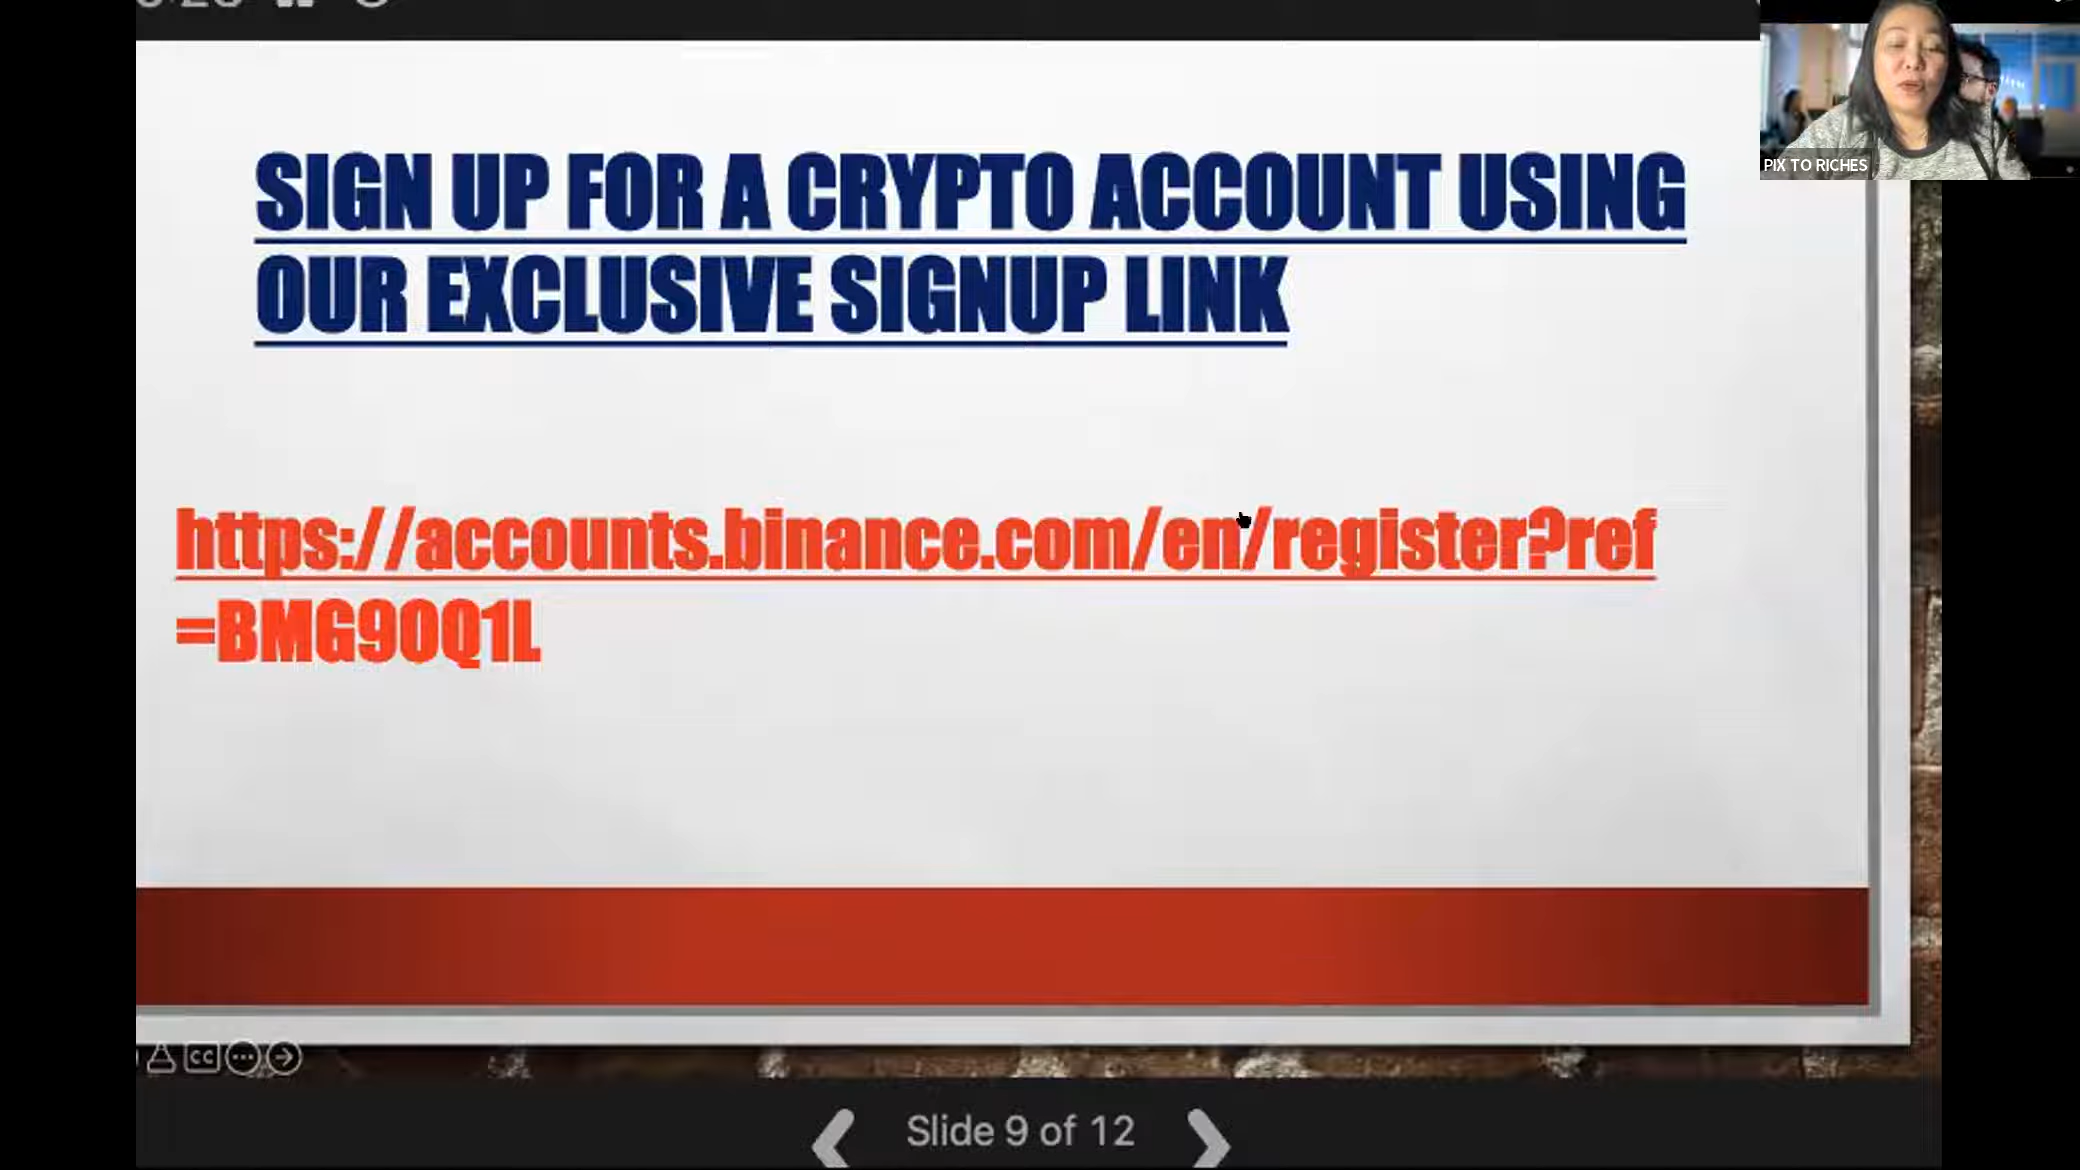 PIX TO RICHES
SIGN UP FOR A CRYPTO ACCOUNT USING
OUR EXCLUSIVE SIGNUP LINK
https://accounts.binance.com/en/register?ref
=BMG90Q1L
CC
Slide 9 of 12